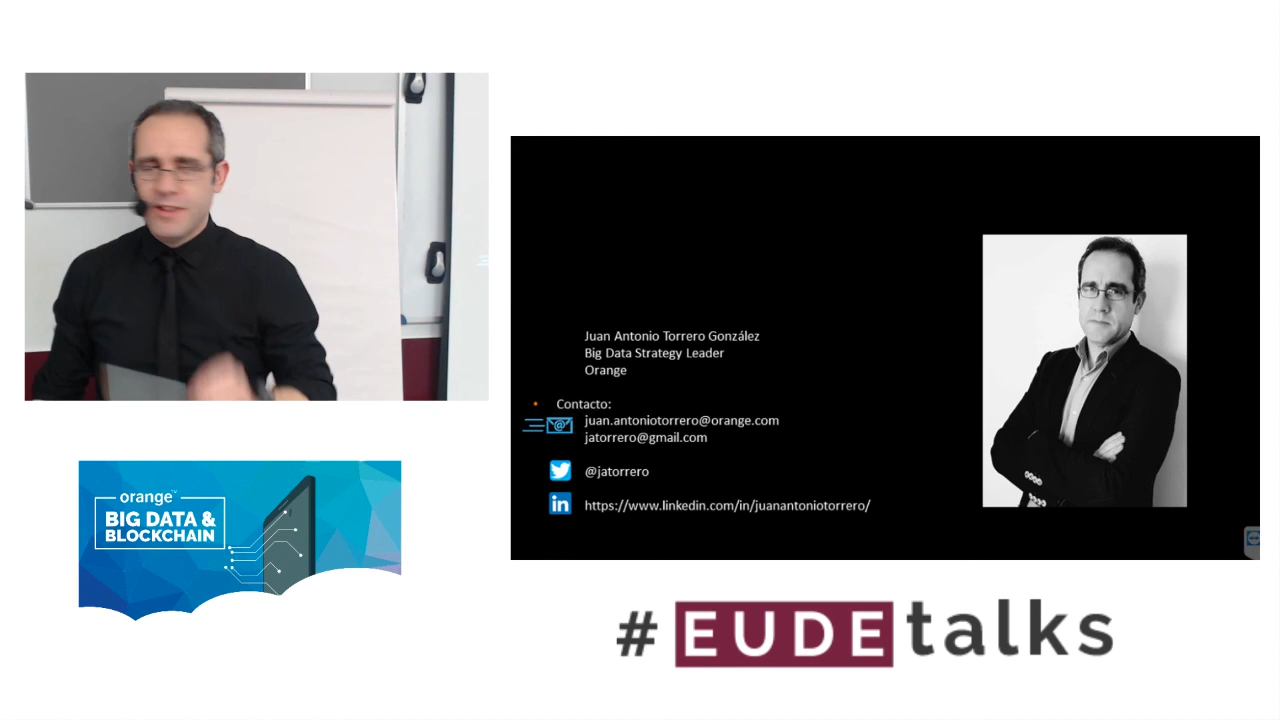 Juan Antonio Torrero González
Big Data Strategy Leader
Orange
• Contacto:
juan.antoniotorrero@orange.com
jatorrero@gmail.com
@jatorrero
https://www.linkedin.com/in/juanantoniotorrero/
orange™
BIG DATA &
BLOCKCHAIN
# EUDEtalks